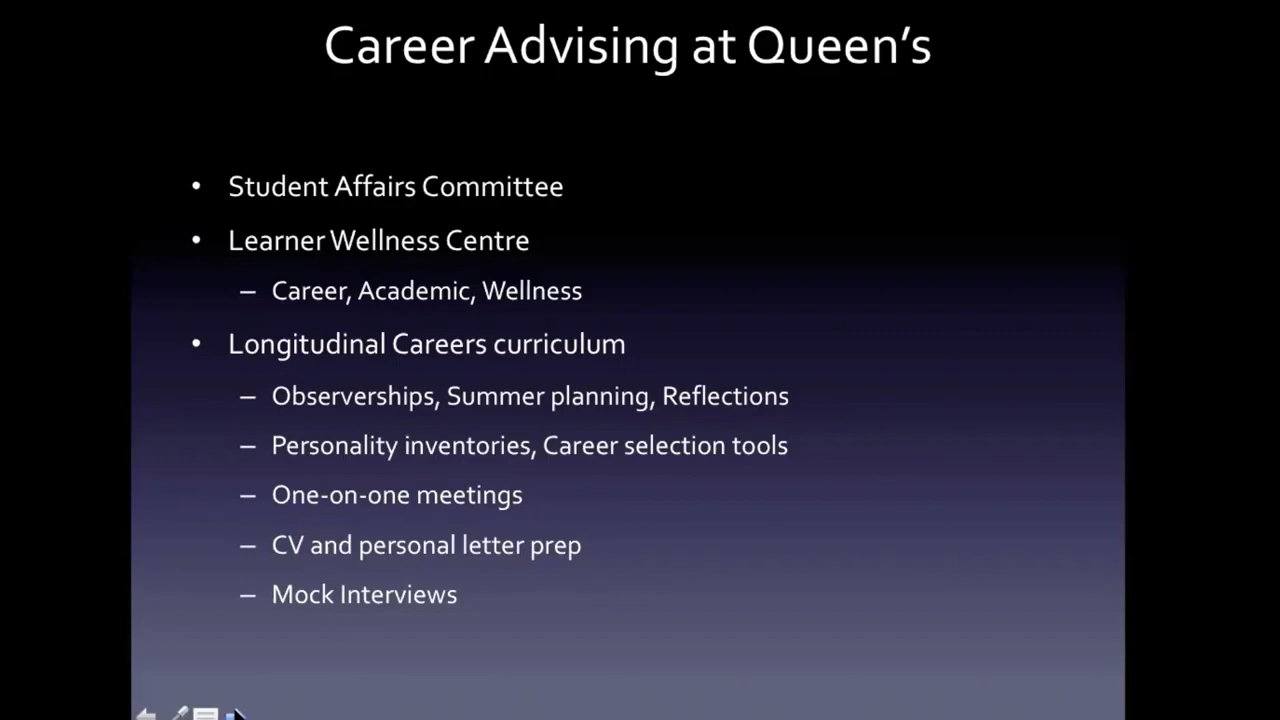 Career Advising at Queen’s
• Student Affairs Committee
• Learner Wellness Centre
– Career, Academic, Wellness
• Longitudinal Careers curriculum
– Observerships, Summer planning, Reflections
– Personality inventories, Career selection tools
– One-on-one meetings
– CV and personal letter prep
– Mock Interviews